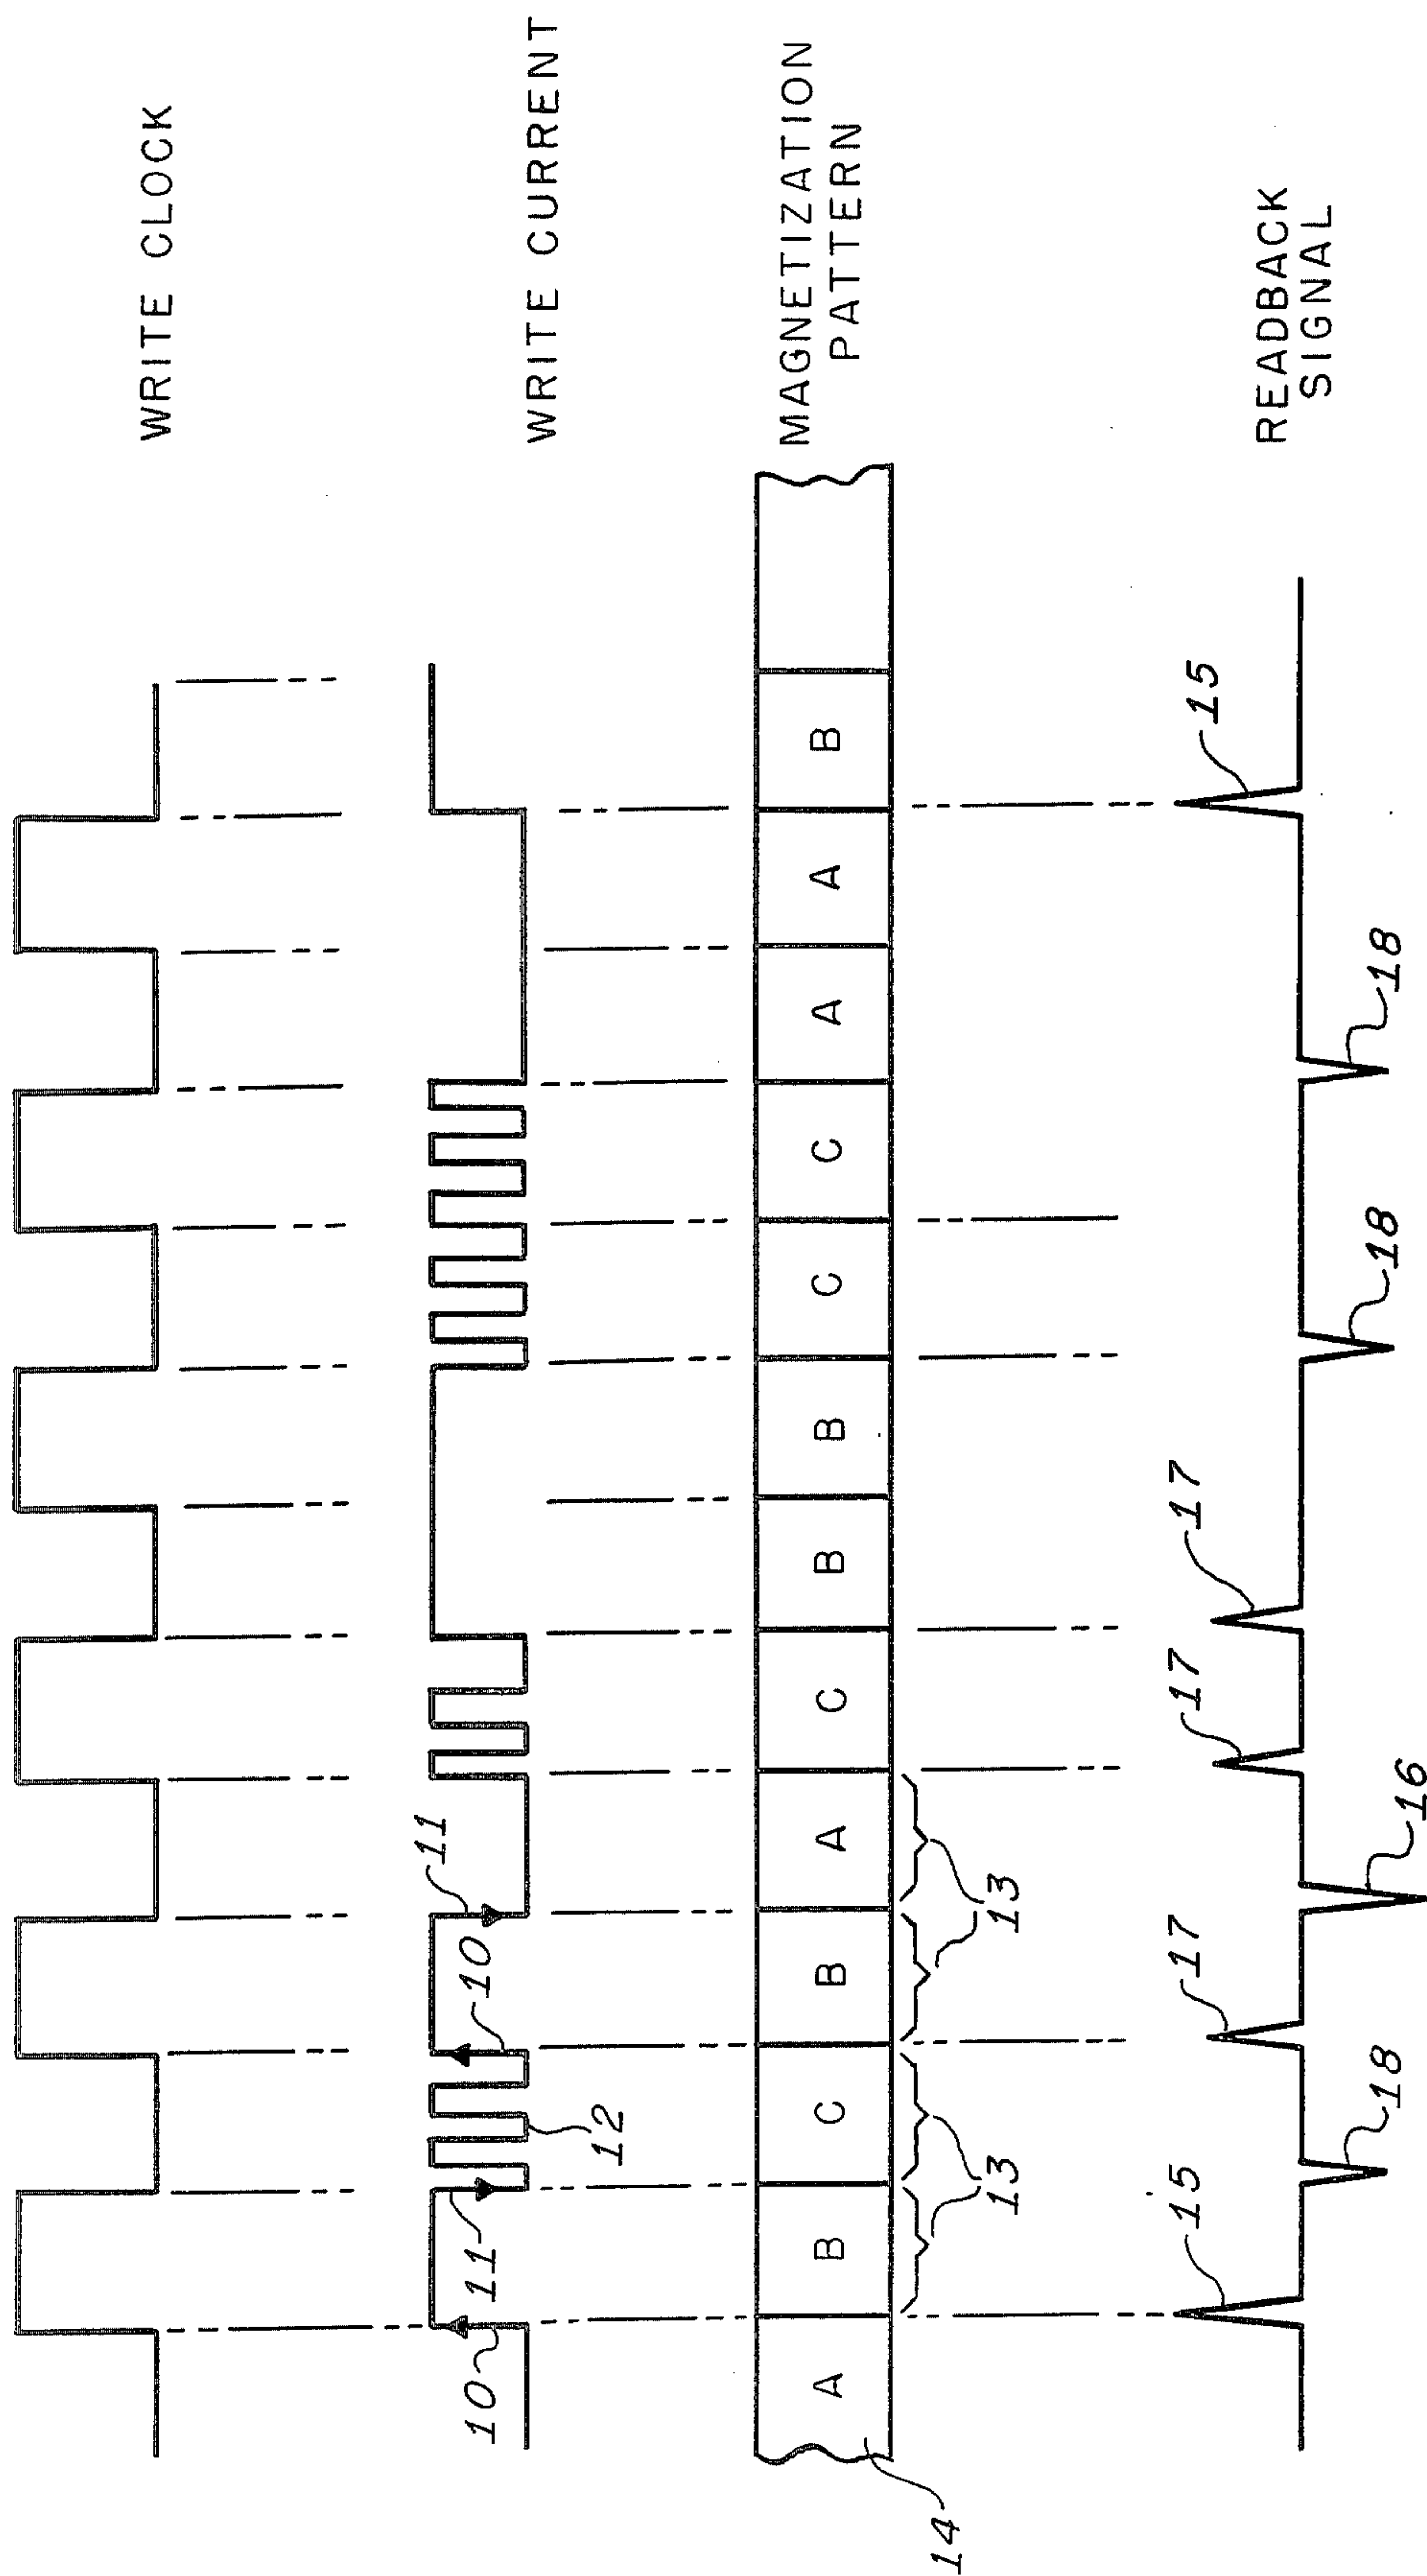 WRITE CLOCK
11
10
10 11
WRITE CURRENT
12
MAGNETIZATION
PATTERN
A B C B A C B B C C A A B
13 13
14
15 17 17 17 15
READBACK
SIGNAL
18 16 18 18